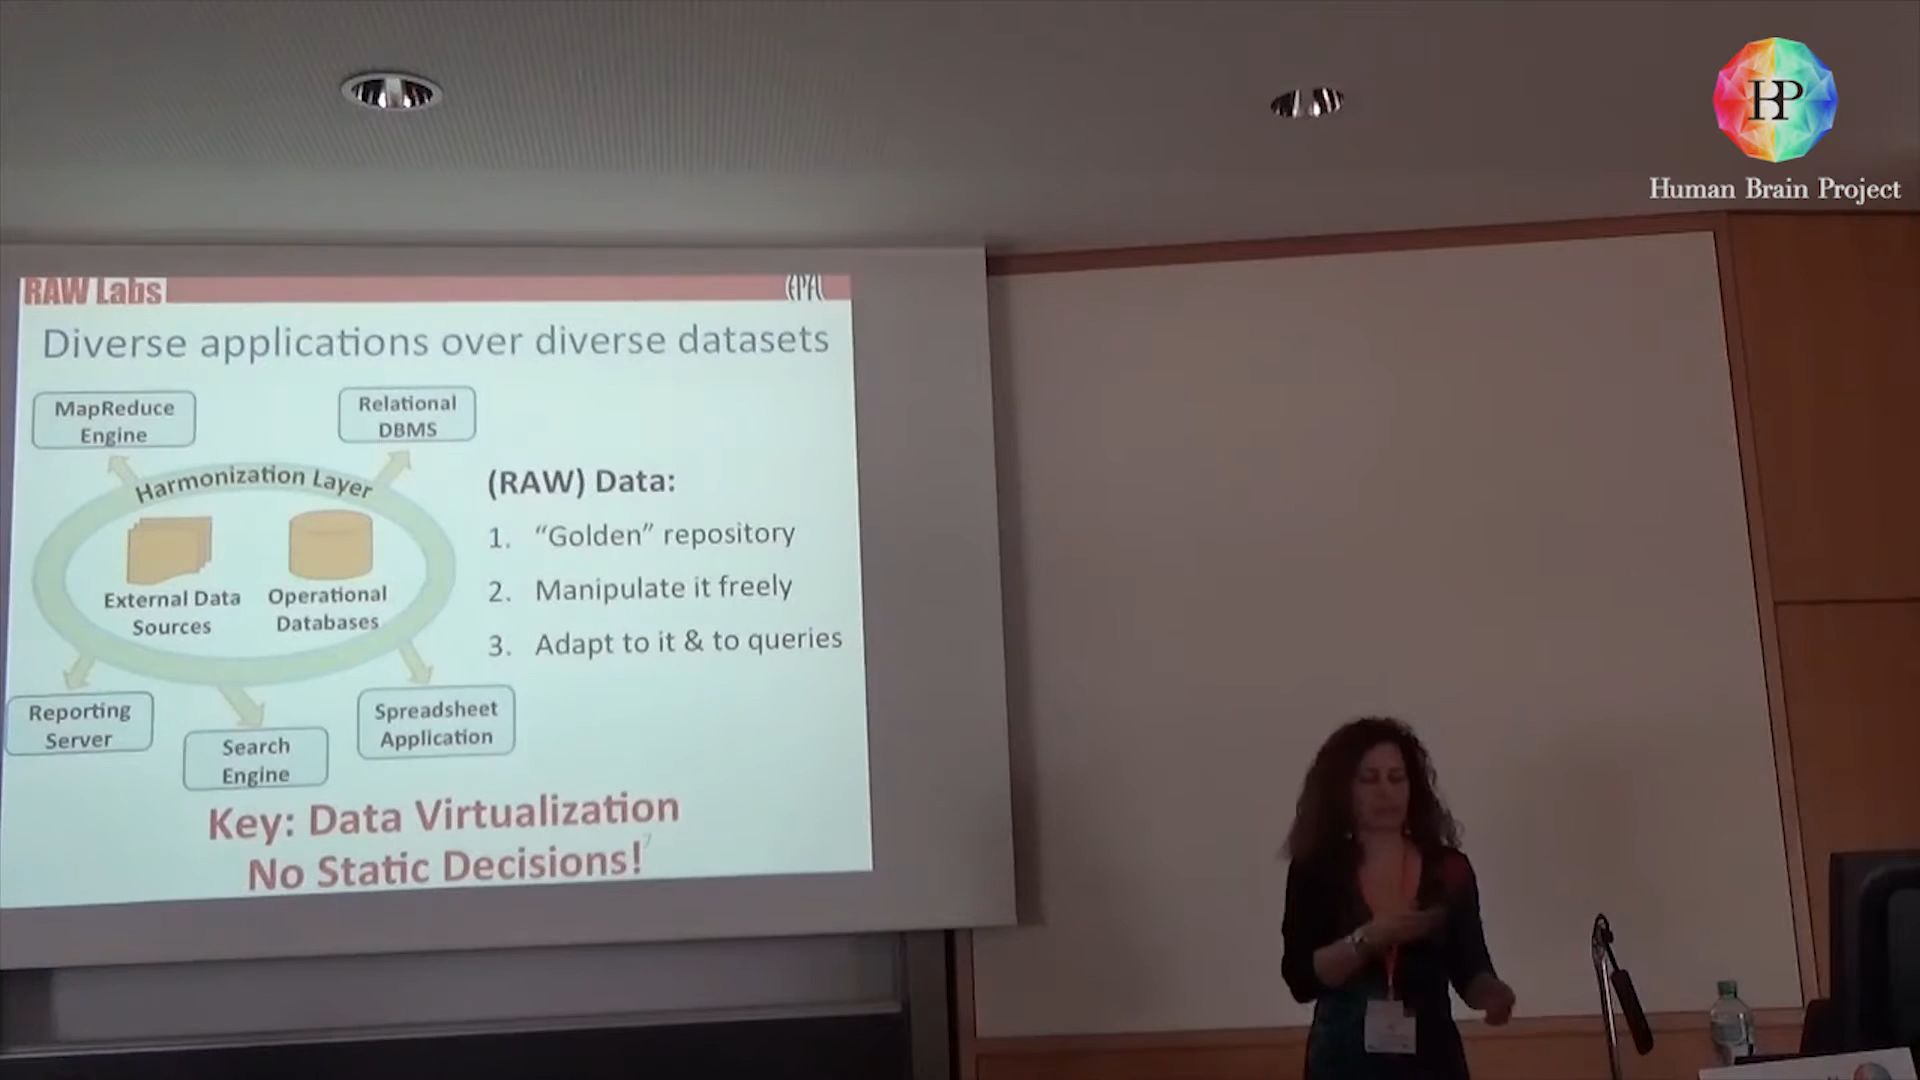 HBP
Human Brain Project
RAW Labs
EPFL
Diverse applications over diverse datasets
MapReduce
Engine
Relational
DBMS
Harmonization Layer
External Data
Sources
Operational
Databases
Reporting
Server
Search
Engine
Spreadsheet
Application
(RAW) Data:
1. “Golden” repository
2. Manipulate it freely
3. Adapt to it & to queries
Key: Data Virtualization
No Static Decisions!
7